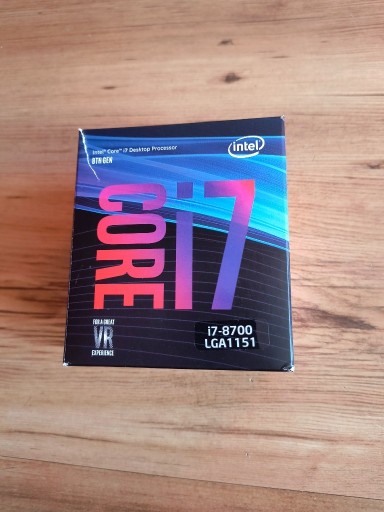 Intel® Core™ i7 Desktop Processor
8TH GEN
intel
CORE i7
FOR A GREAT
VR
EXPERIENCE
i7-8700
LGA1151